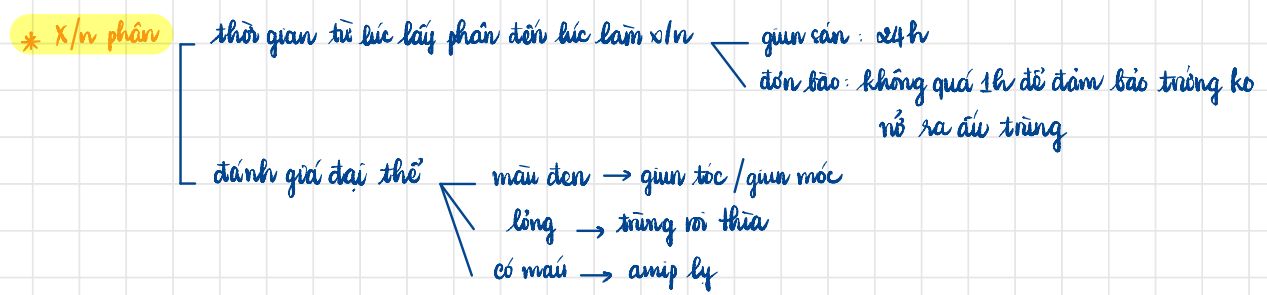 * X/n phân
thời gian từ lúc lấy phân đến lúc làm x/n
giun sán : 24h
đơn bào : không quá 1h để đảm bảo trứng ko
nở ra ấu trùng
đánh giá đại thể
màu đen → giun tóc / giun móc
lỏng → trùng roi thìa
có máu → amip lỵ